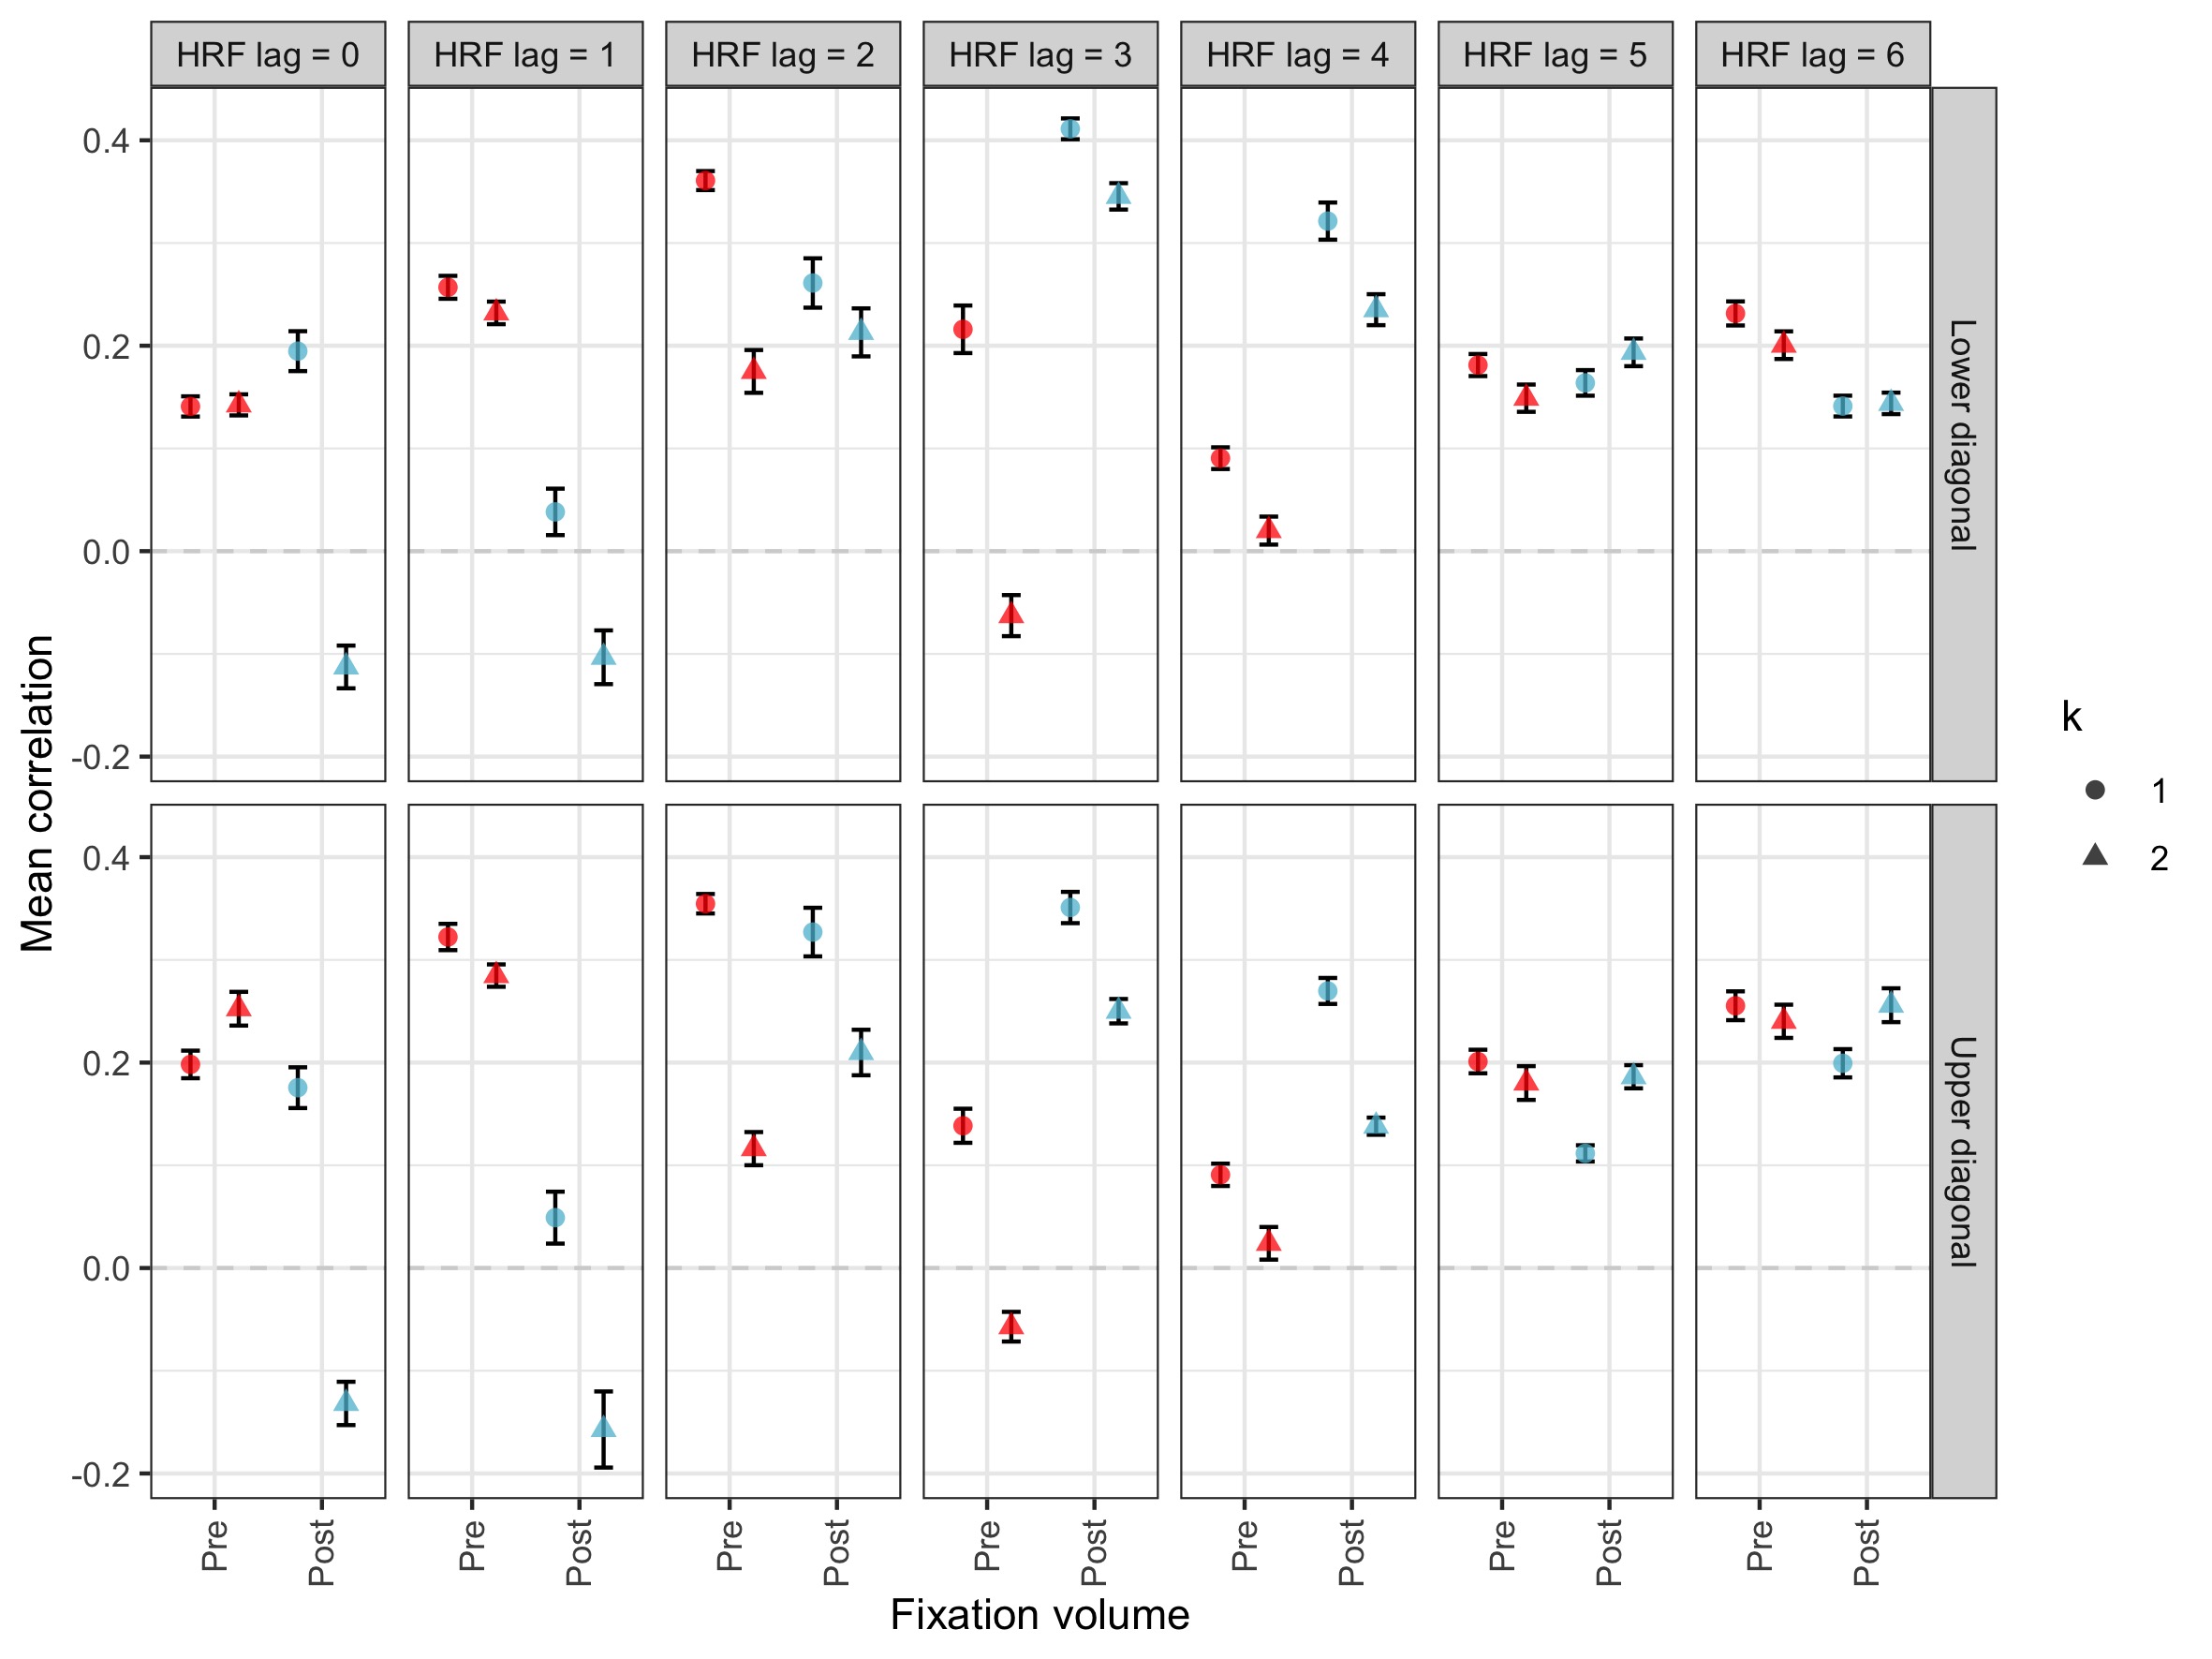 HRF lag = 0
HRF lag = 1
HRF lag = 2
HRF lag = 3
HRF lag = 4
HRF lag = 5
HRF lag = 6
0.4
0.2
0.0
-0.2
Lower diagonal
0.4
0.2
0.0
-0.2
Upper diagonal
Mean correlation
Pre
Post
Pre
Post
Pre
Post
Pre
Post
Pre
Post
Pre
Post
Pre
Post
Fixation volume
k
1
2